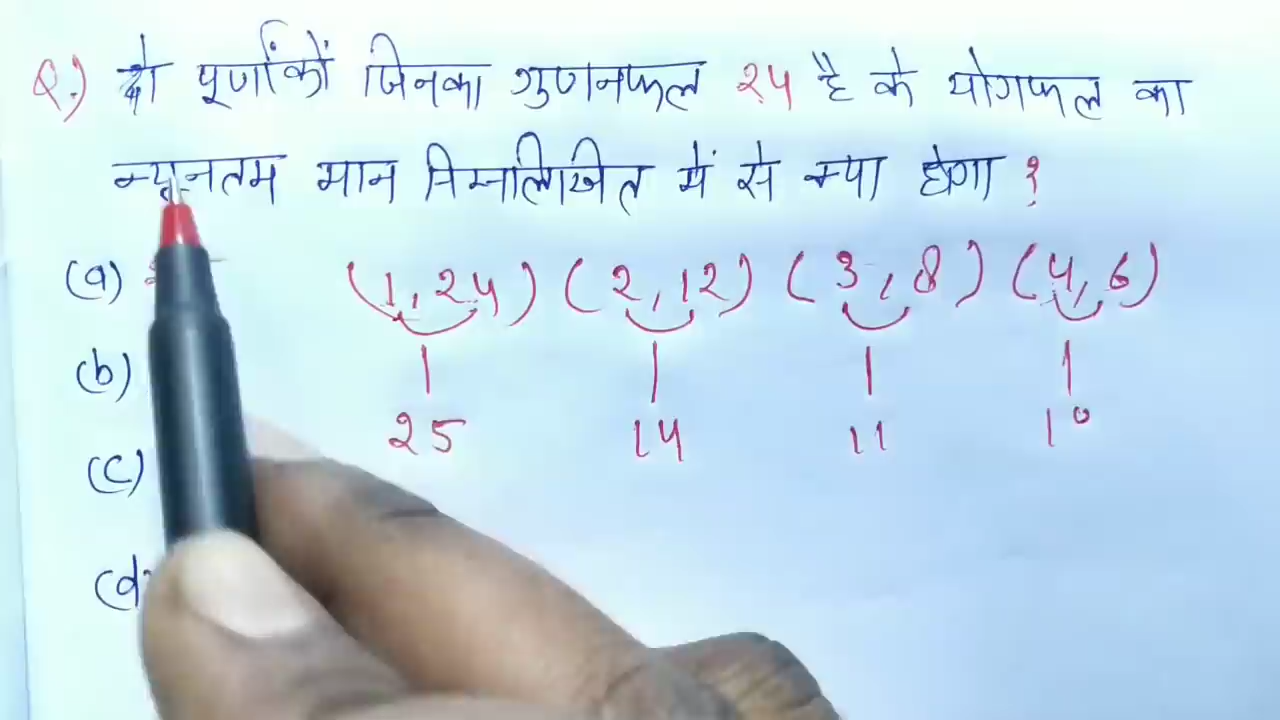 Q.) दो पूर्णांकों जिनका गुणनफल 24 है के योगफल का
न्यूनतम मान निम्नलिखित में से क्या होगा ?
(a) (1,24) (2,12) (3,8) (4,6)
(b)
25 14 11 10
(c)
(d)